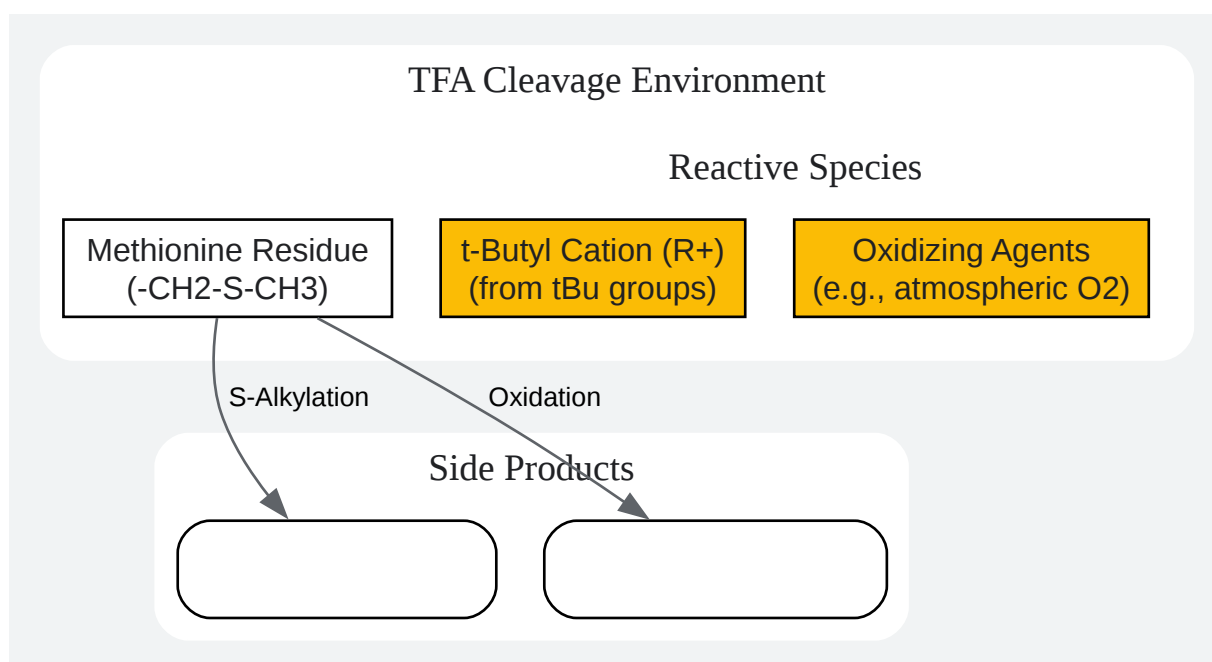 TFA Cleavage Environment
Reactive Species
Methionine Residue
(-CH2-S-CH3)
t-Butyl Cation (R+)
(from tBu groups)
Oxidizing Agents
(e.g., atmospheric O2)
S-Alkylation
Oxidation
Side Products